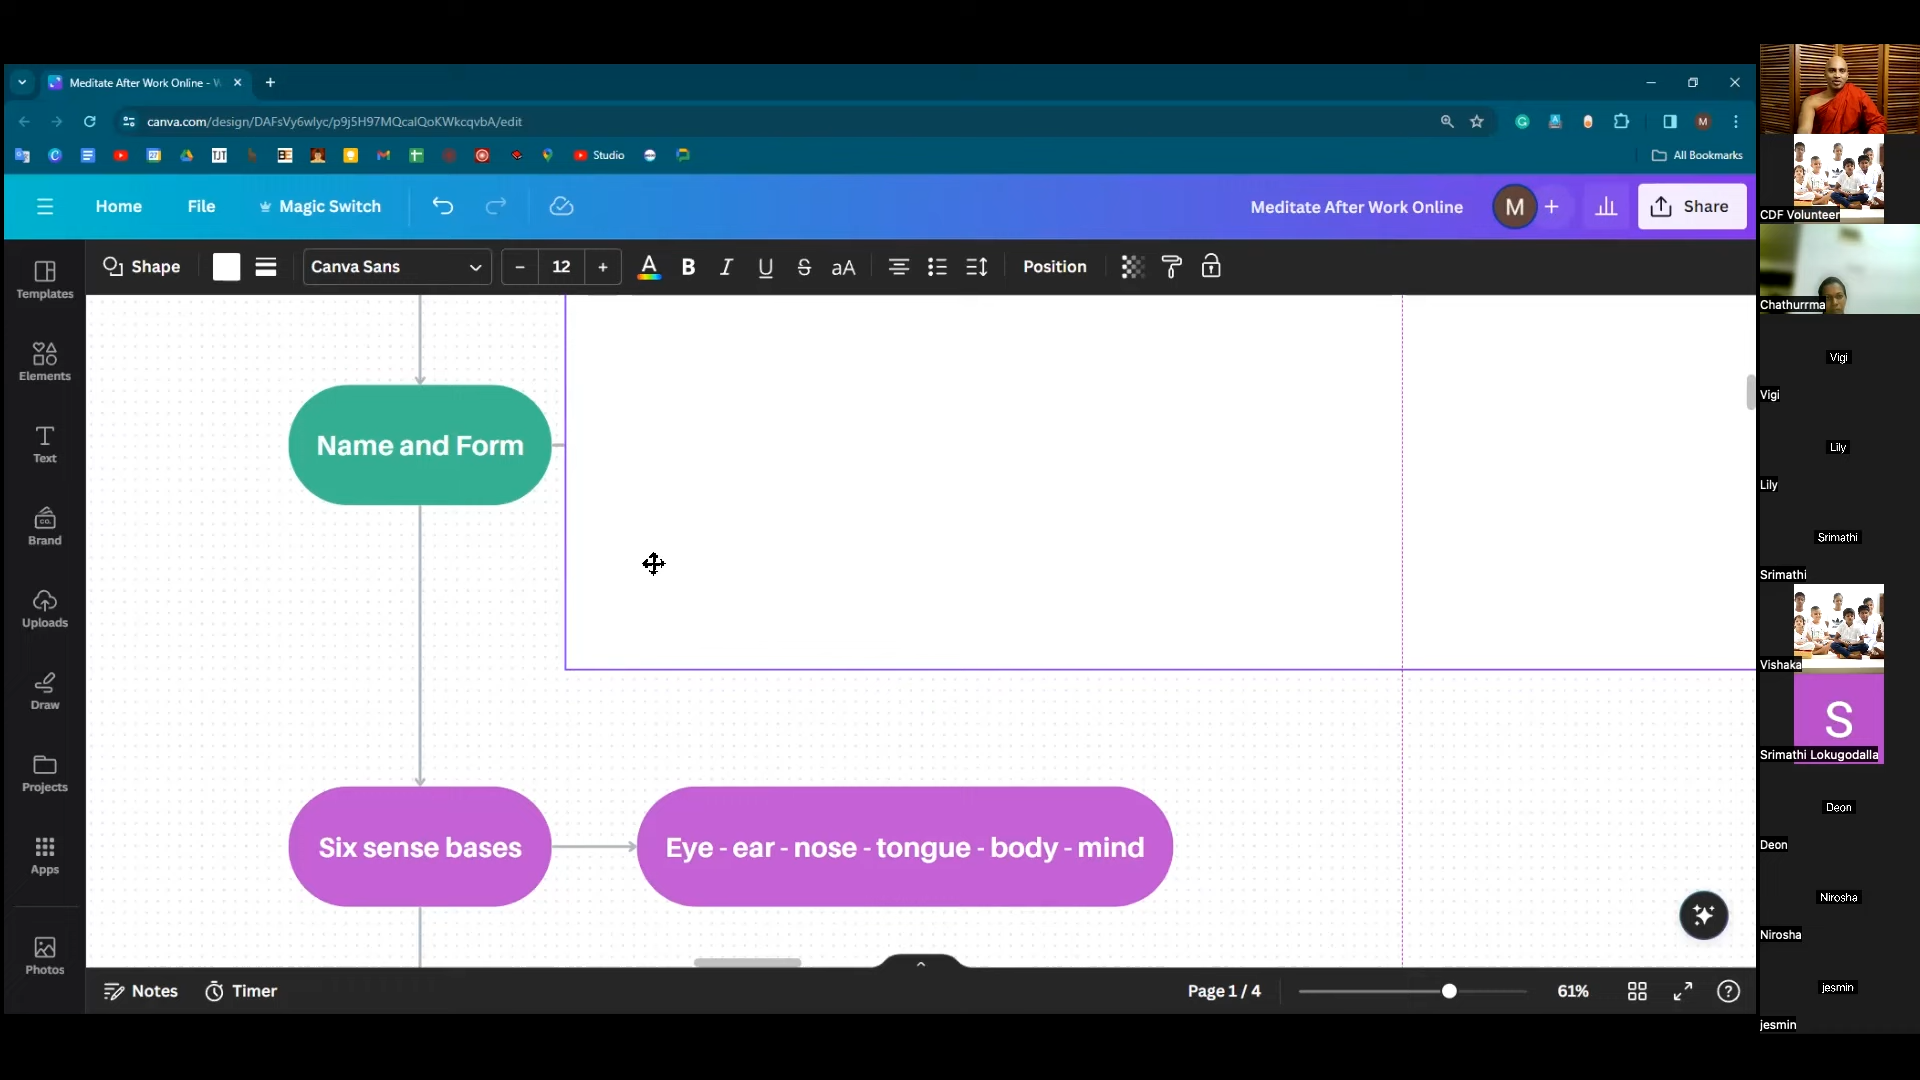 Meditate After Work Online - W
canva.com/design/DAFsVy6wlyc/p9j5H97MQcalQoKWkcqvbA/edit
Studio
All Bookmarks
Home
File
Magic Switch
Meditate After Work Online
M
Share
Shape
Canva Sans
12
B
I
U
S
aA
Position
Templates
Elements
Text
Brand
Uploads
Draw
Projects
Apps
Photos
Name and Form
Six sense bases
Eye - ear - nose - tongue - body - mind
Notes
Timer
Page 1 / 4
61%
CDF Volunteer
Chathurrma
Vigi
Vigi
Lily
Lily
Srimathi
Srimathi
Vishaka
S
Srimathi Lokugodalla
Deon
Deon
Nirosha
Nirosha
jesmin
jesmin